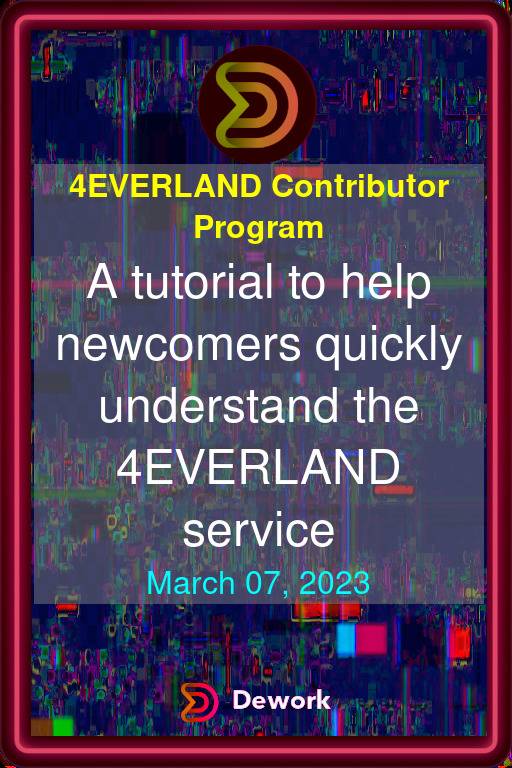 4EVERLAND Contributor
Program
A tutorial to help
newcomers quickly
understand the
4EVERLAND
service
March 07, 2023
Dework